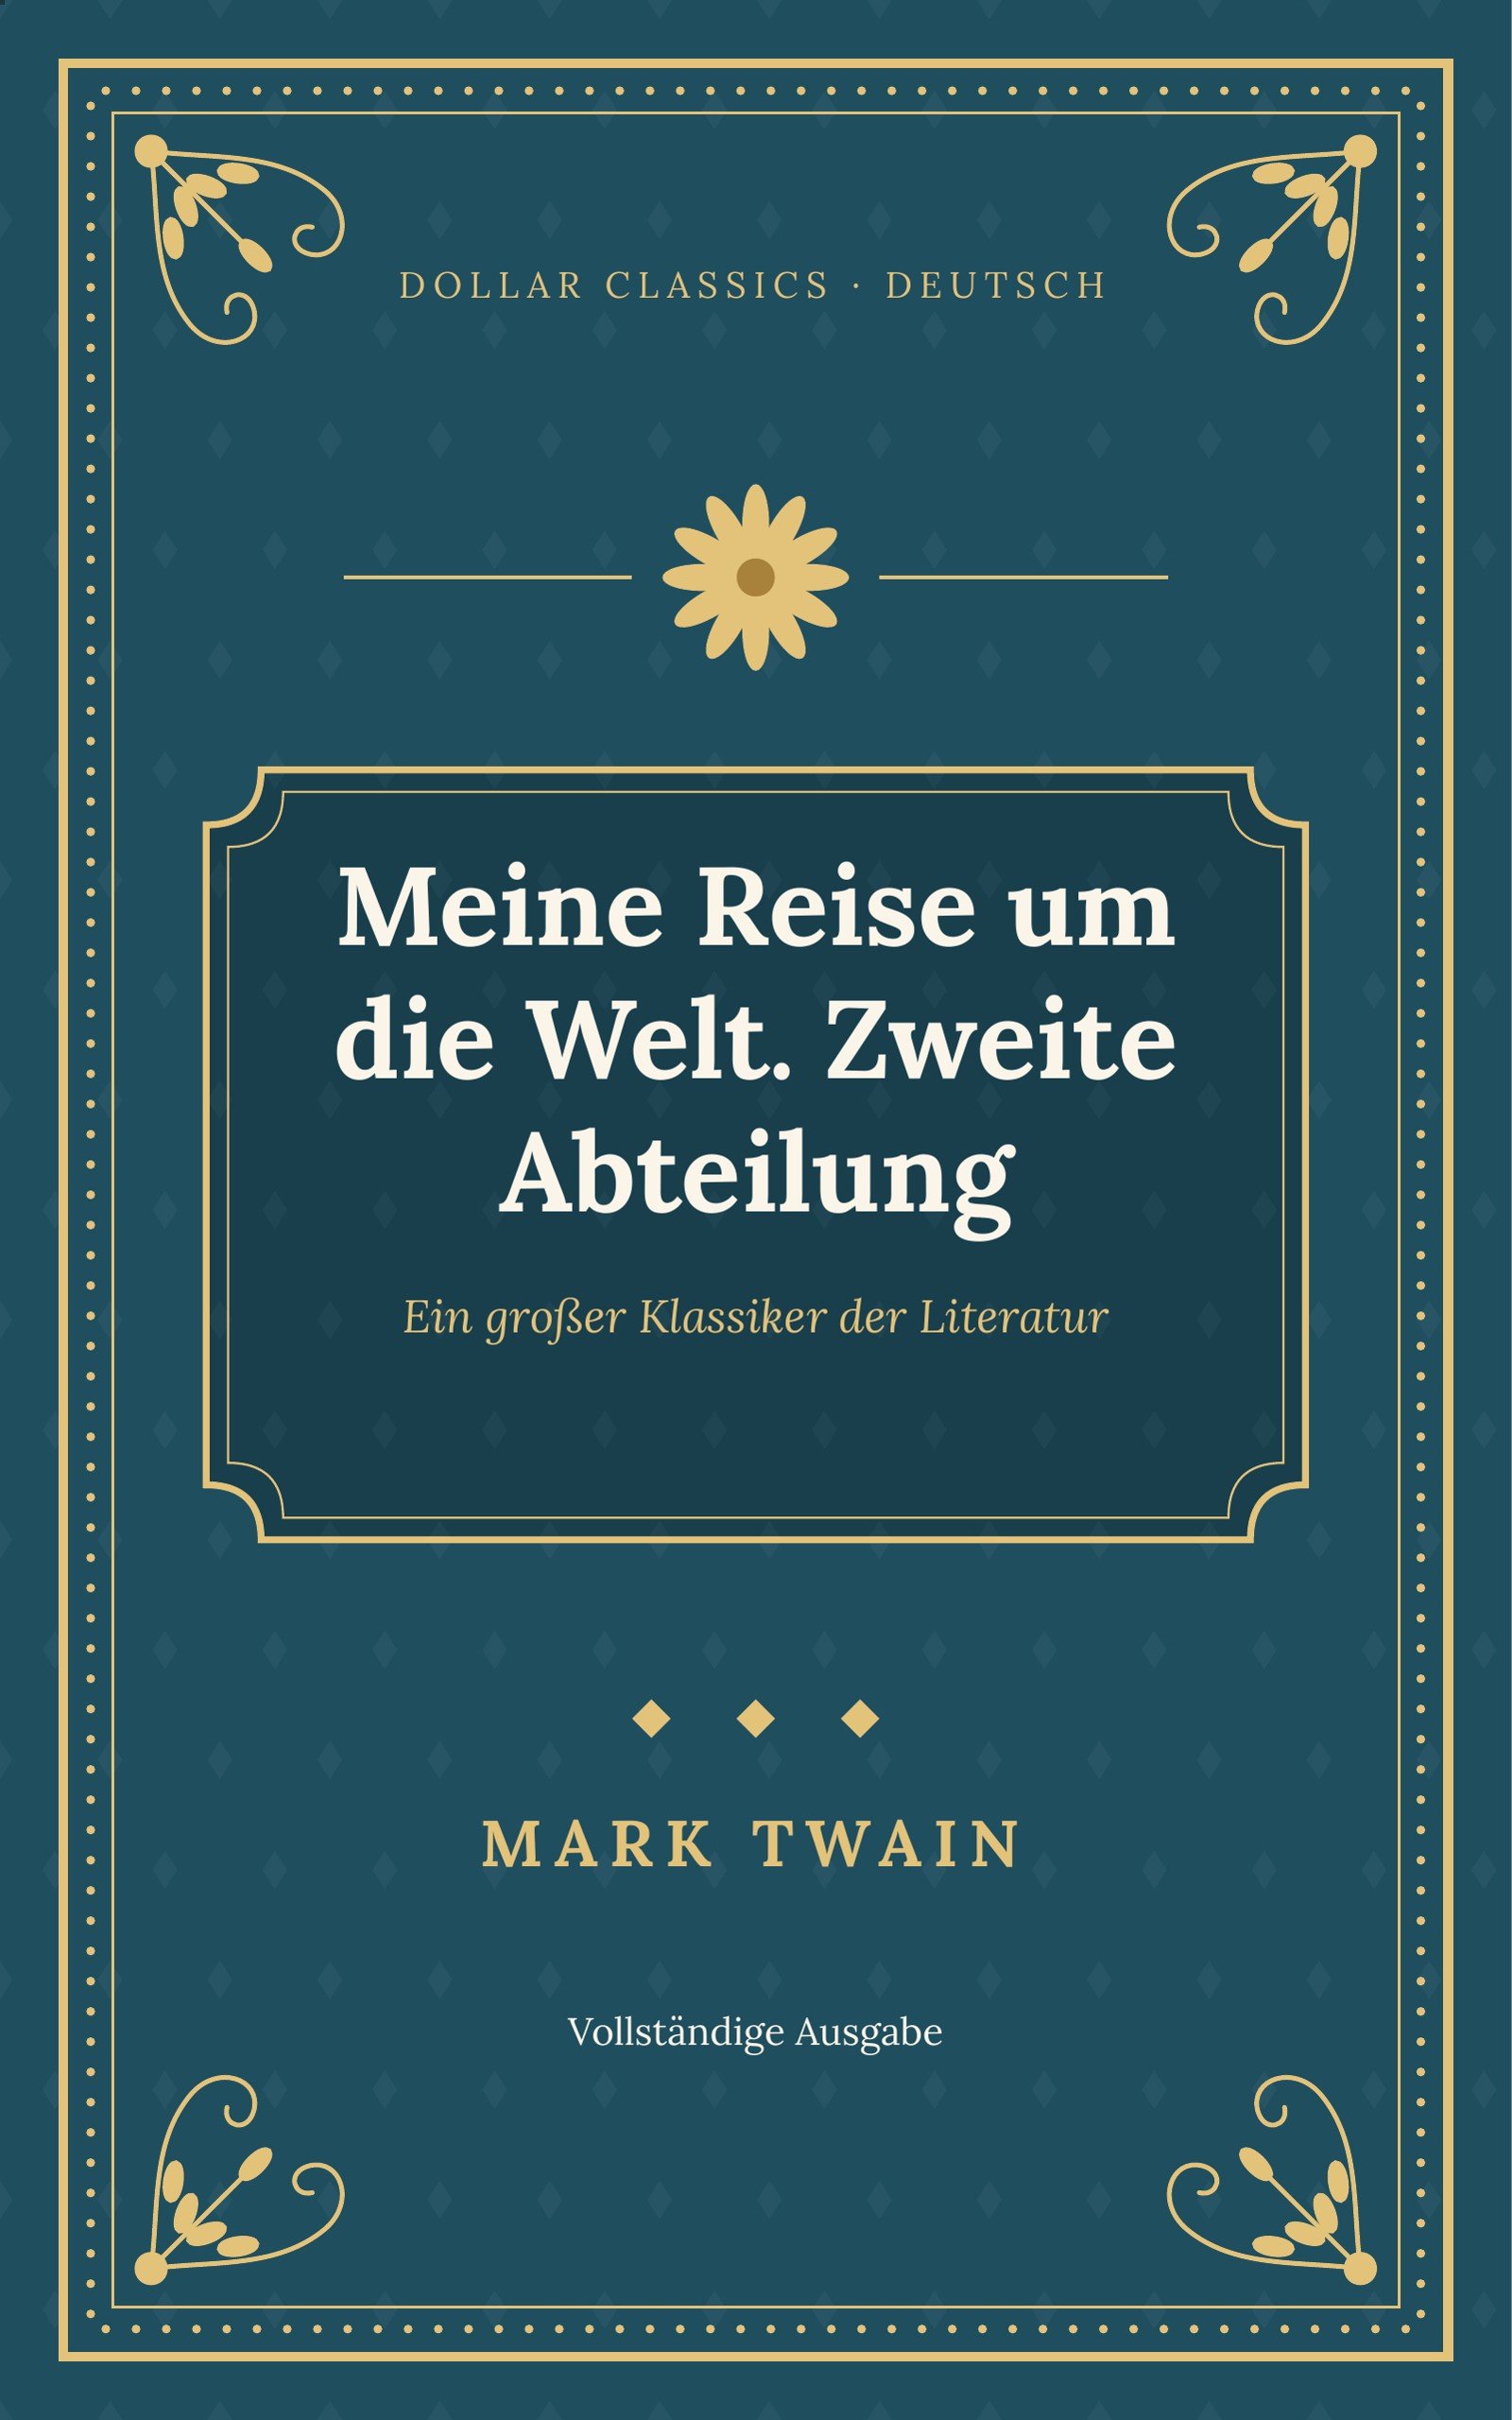 DOLLAR CLASSICS · DEUTSCH
Meine Reise um
die Welt. Zweite
Abteilung
Ein großer Klassiker der Literatur
MARK TWAIN
Vollständige Ausgabe